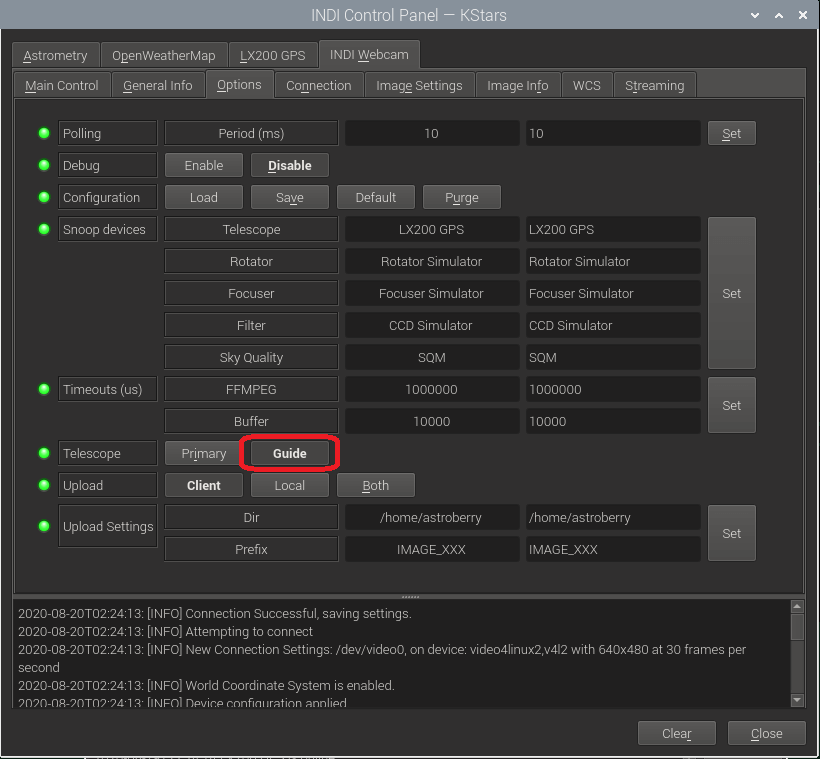 INDI Control Panel — KStars
Astrometry OpenWeatherMap LX200 GPS INDI Webcam
Main Control General Info Options Connection Image Settings Image Info WCS Streaming
Polling Period (ms) 10 10 Set
Debug Enable Disable
Configuration Load Save Default Purge
Snoop devices Telescope LX200 GPS LX200 GPS
Rotator Rotator Simulator Rotator Simulator
Focuser Focuser Simulator Focuser Simulator Set
Filter CCD Simulator CCD Simulator
Sky Quality SQM SQM
Timeouts (us) FFMPEG 1000000 1000000
Set
Buffer 10000 10000
Telescope Primary Guide
Upload Client Local Both
Upload Settings Dir /home/astroberry /home/astroberry
Set
Prefix IMAGE_XXX IMAGE_XXX
2020-08-20T02:24:13: [INFO] Connection Successful, saving settings.
2020-08-20T02:24:13: [INFO] Attempting to connect
2020-08-20T02:24:13: [INFO] New Connection Settings: /dev/video0, on device: video4linux2,v4l2 with 640x480 at 30 frames per
second
2020-08-20T02:24:13: [INFO] World Coordinate System is enabled.
2020-08-20T02:24:13: [INFO] Device configuration applied
Clear Close